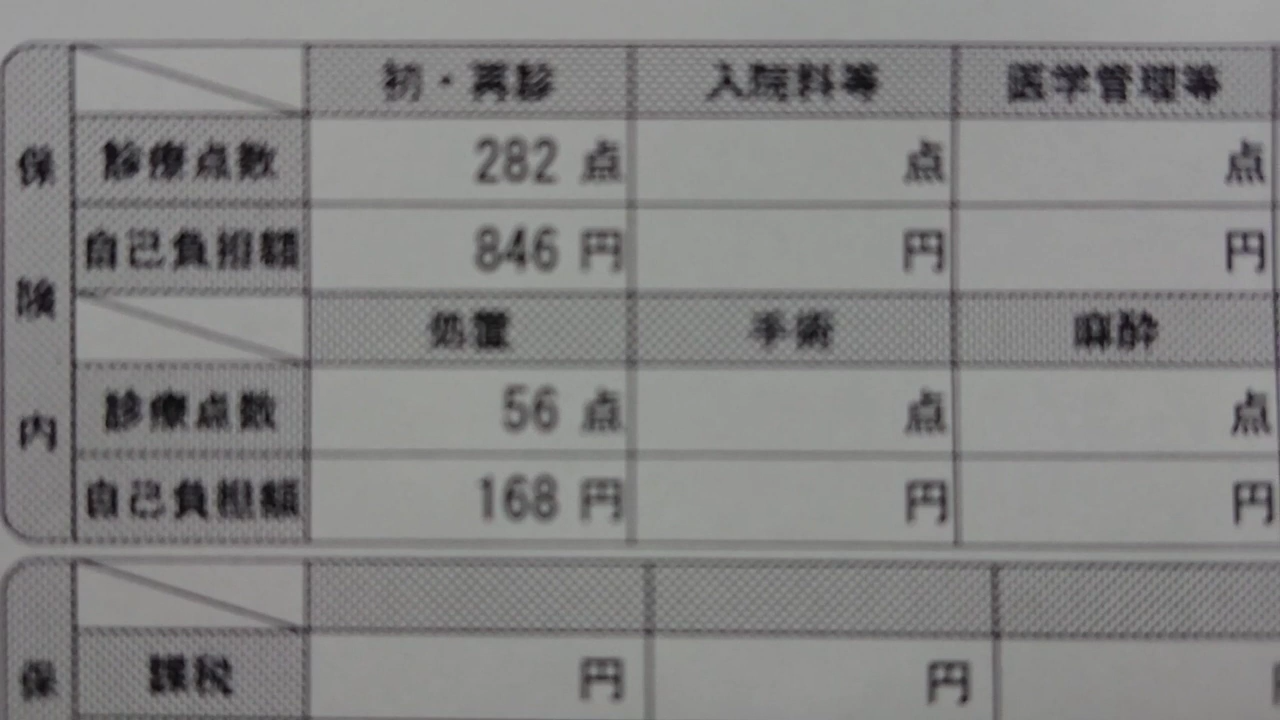 初・再診 入院料等 医学管理等
診療点数 282 点 点 点
自己負担額 846 円 円 円
処置 手術 麻酔
診療点数 56 点 点 点
自己負担額 168 円 円 円
保険内
課税 円 円
保